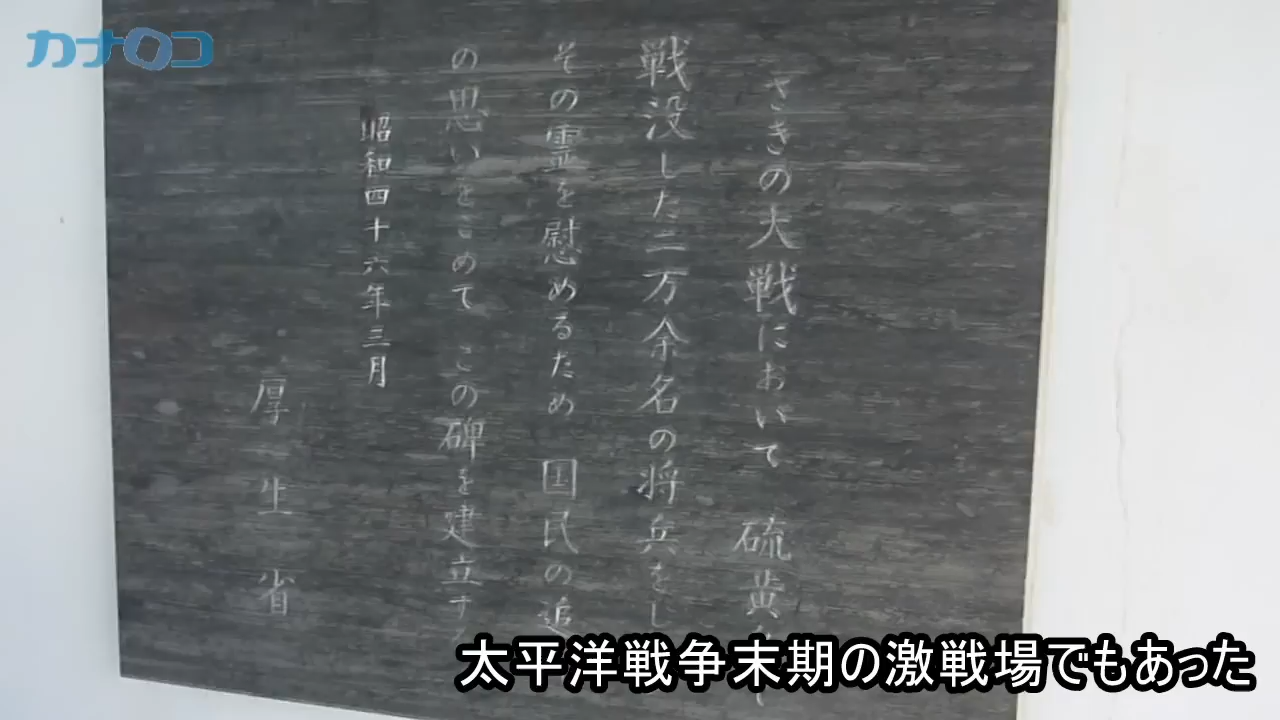 カナロコ
さきの大戦において 硫黄
戦没した二万余名の将兵をし
その霊を慰めるため 国民の追
の思いをこめて この碑を建立す
昭和四十六年三月
厚生省
太平洋戦争末期の激戦場でもあった